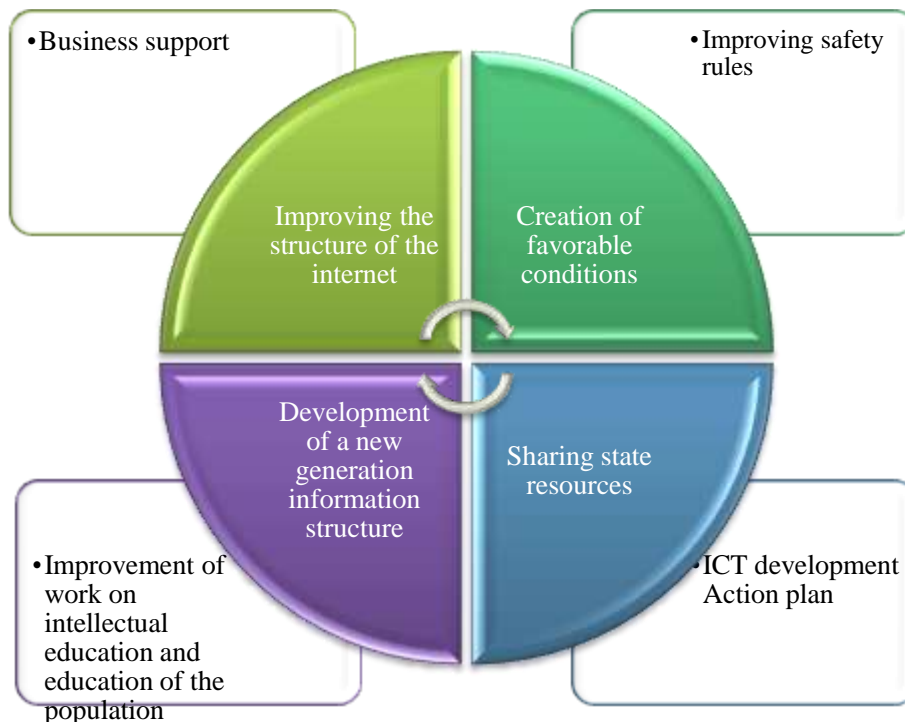 •Business support
•Improving safety
rules
Improving the
structure of the
internet
Creation of
favorable
conditions
Development
of a new
generation
information
structure
Sharing state
resources
•Improvement of
work on
intellectual
education and
education of the
population
•ICT development
Action plan